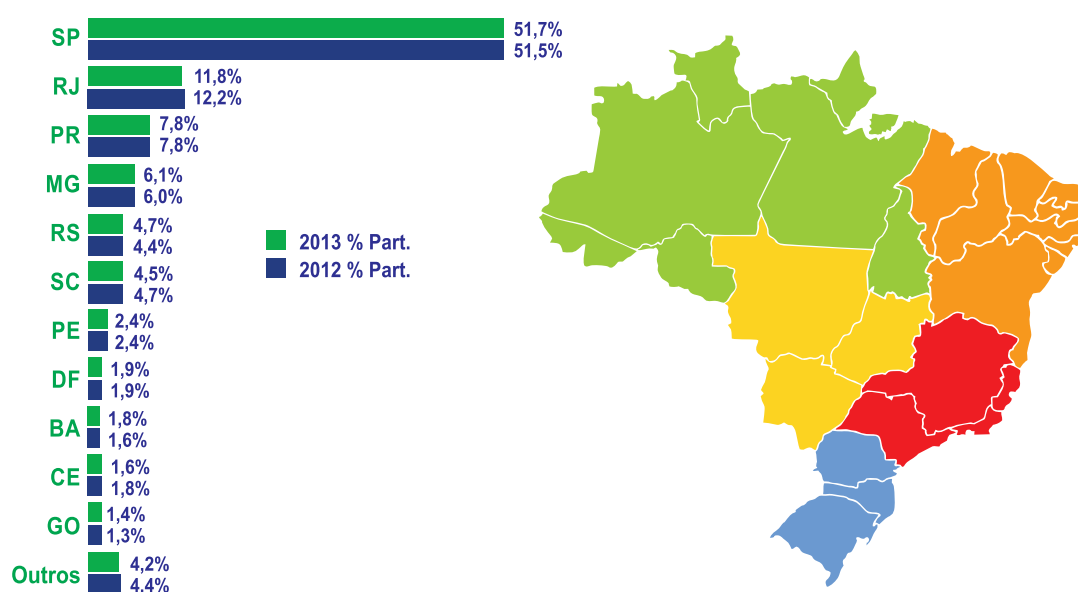 SP 51,7%
51,5%
RJ 11,8%
12,2%
PR 7,8%
7,8%
MG 6,1%
6,0%
RS 4,7%
4,4%
SC 4,5%
4,7%
PE 2,4%
2,4%
DF 1,9%
1,9%
BA 1,8%
1,6%
CE 1,6%
1,8%
GO 1,4%
1,3%
Outros 4,2%
4,4%
2013 % Part.
2012 % Part.